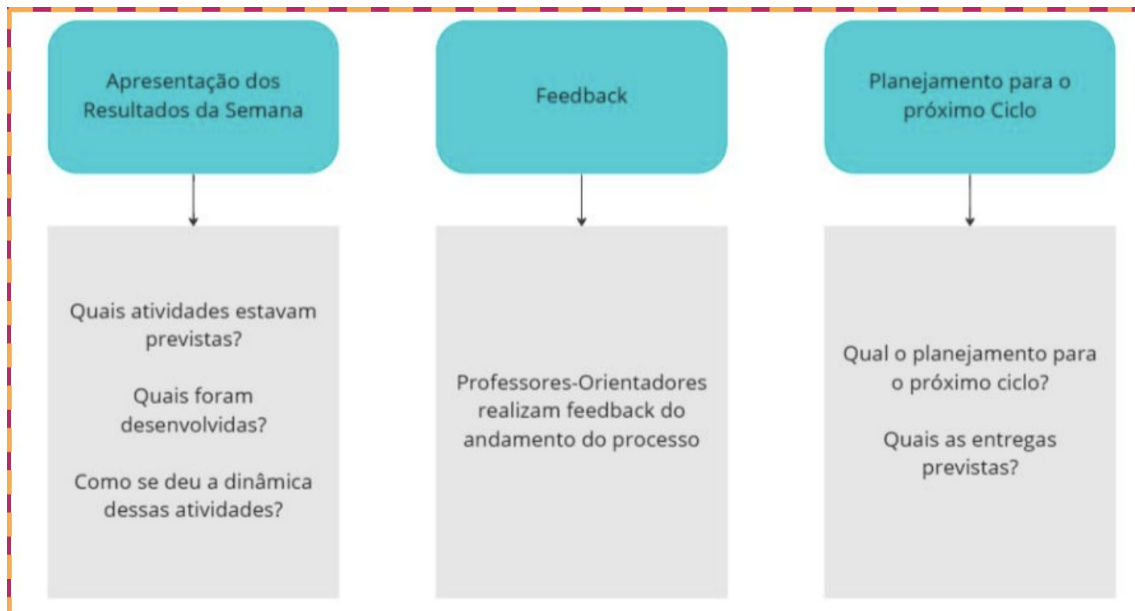 Apresentação dos
Resultados da Semana
Feedback
Planejamento para o
próximo Ciclo
Quais atividades estavam
previstas?
Quais foram
desenvolvidas?
Como se deu a dinâmica
dessas atividades?
Professores-Orientadores
realizam feedback do
andamento do processo
Qual o planejamento para
o próximo ciclo?
Quais as entregas
previstas?